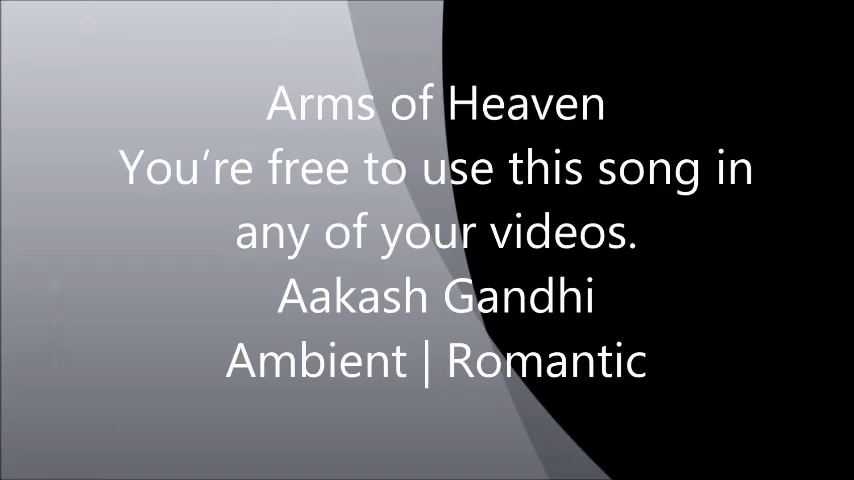 Arms of Heaven
You’re free to use this song in
any of your videos.
Aakash Gandhi
Ambient | Romantic